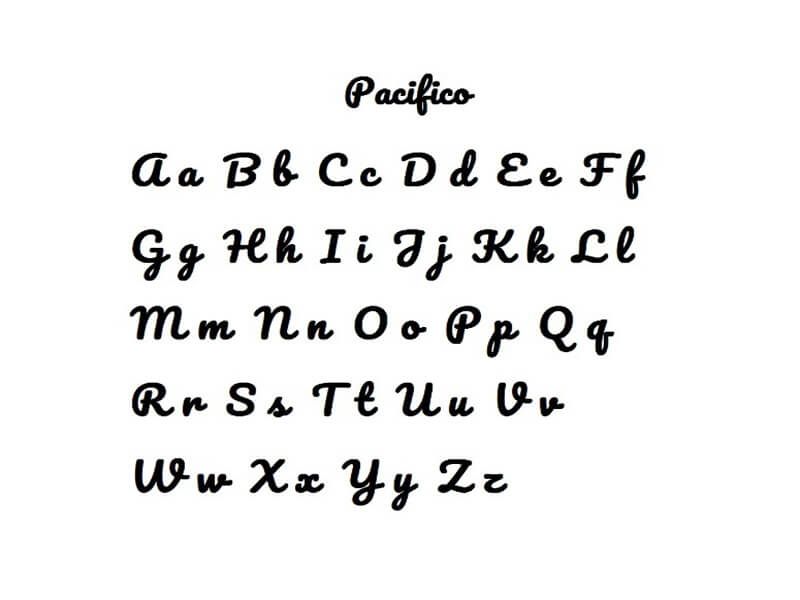 Pacifico
Aa Bb Cc Dd Ee Ff
Gg Hh Ii Jj Kk Ll
Mm Nn Oo Pp Qq
Rr Ss Tt Uu Vv
Ww Xx Yy Zz